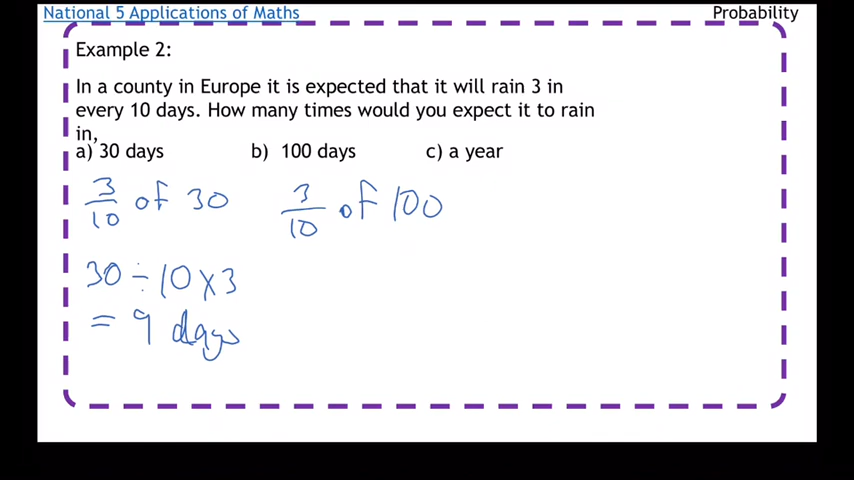 National 5 Applications of Maths
Probability
Example 2:
In a county in Europe it is expected that it will rain 3 in
every 10 days. How many times would you expect it to rain
in,
a) 30 days b) 100 days c) a year
3/10 of 30
3/10 of 100
30 ÷ 10 x 3
= 9 days